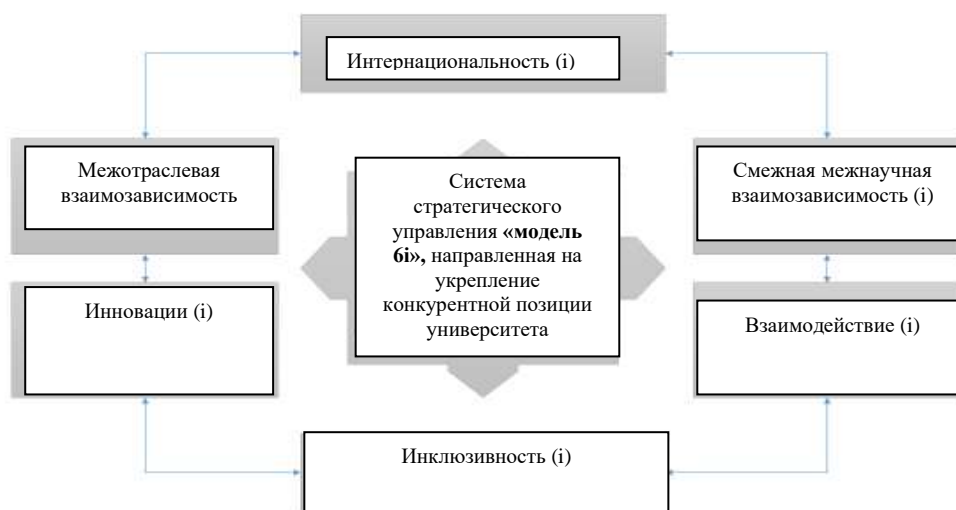 Интернациональность (i)
Межотраслевая
взаимозависимость
Система
стратегического
управления «модель
6i», направленная на
укрепление
конкурентной позиции
университета
Смежная межнаучная
взаимозависимость (i)
Инновации (i)
Взаимодействие (i)
Инклюзивность (i)